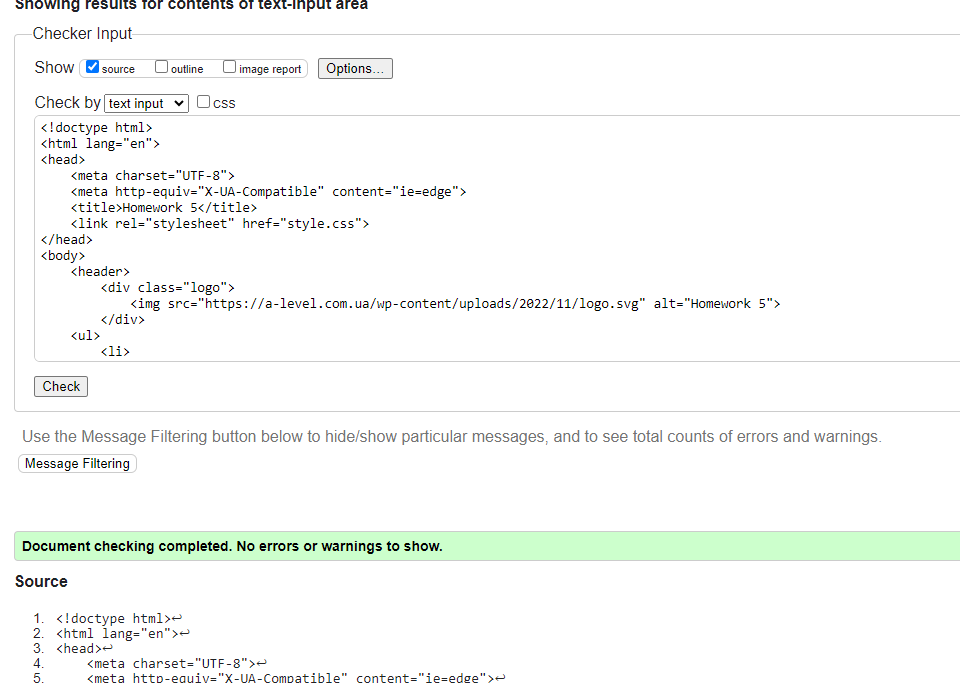 Showing results for contents of text-input area
Checker Input
Show source outline image report Options...
Check by text input css
<!doctype html>
<html lang="en">
<head>
    <meta charset="UTF-8">
    <meta http-equiv="X-UA-Compatible" content="ie=edge">
    <title>Homework 5</title>
    <link rel="stylesheet" href="style.css">
</head>
<body>
    <header>
        <div class="logo">
            <img src="https://a-level.com.ua/wp-content/uploads/2022/11/logo.svg" alt="Homework 5">
        </div>
    <ul>
        <li>
Check
Use the Message Filtering button below to hide/show particular messages, and to see total counts of errors and warnings.
Message Filtering
Document checking completed. No errors or warnings to show.
Source
1. <!doctype html>↩
2. <html lang="en">↩
3. <head>↩
4.     <meta charset="UTF-8">↩
5.     <meta http-equiv="X-UA-Compatible" content="ie=edge">↩